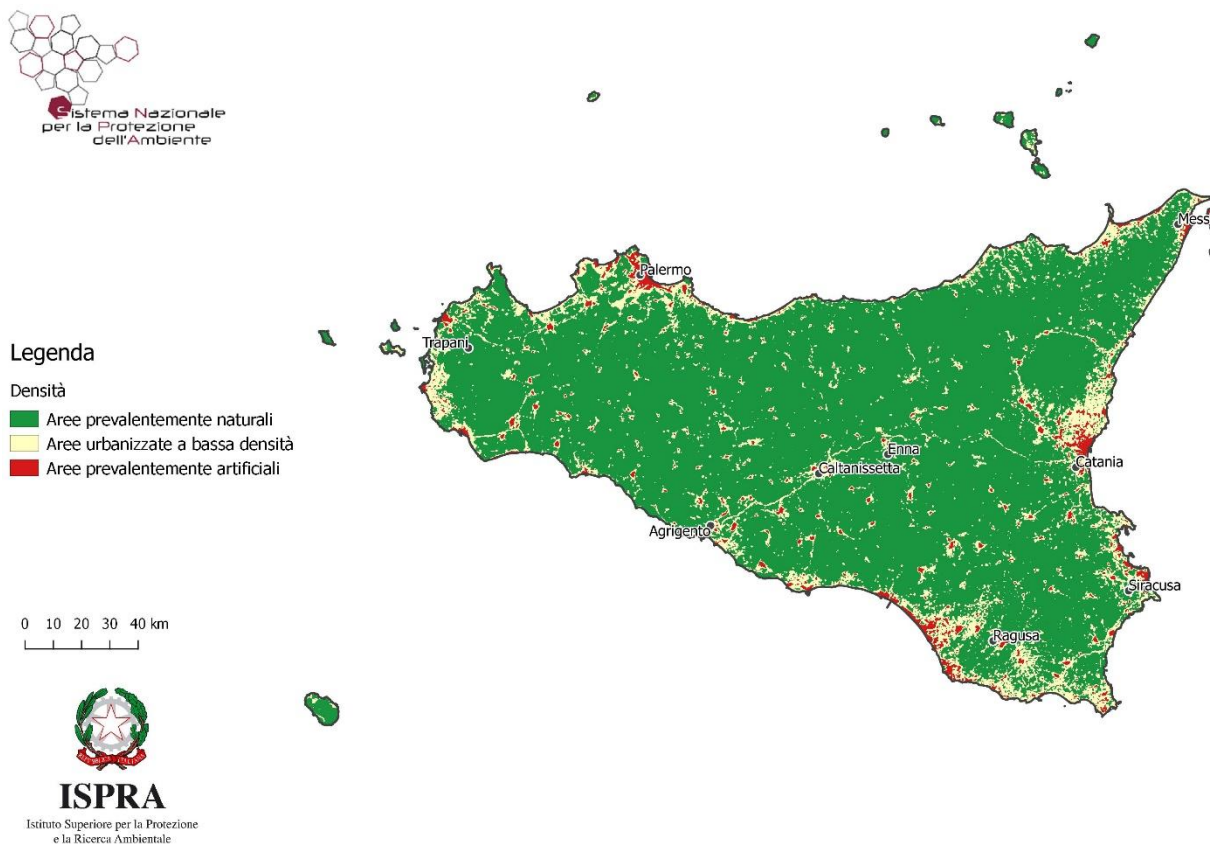 Sistema Nazionale
per la Protezione
dell'Ambiente
Mess
Palermo
Trapani
Legenda
Densità
Aree prevalentemente naturali
Aree urbanizzate a bassa densità
Aree prevalentemente artificiali
Enna
Caltanissetta
Catania
Agrigento
Siracusa
Ragusa
0 10 20 30 40 km
ISPRA
Istituto Superiore per la Protezione
e la Ricerca Ambientale